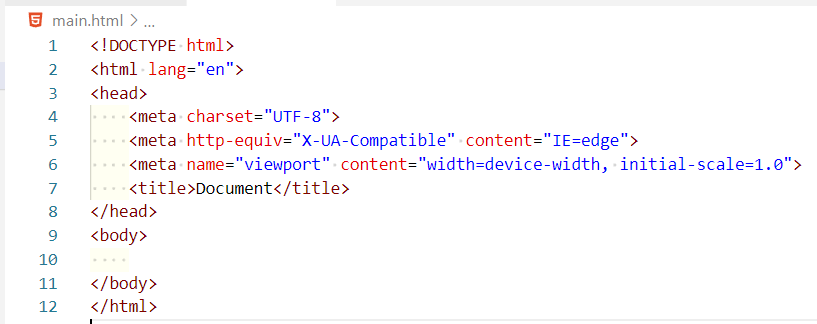 main.html > ...
1 <!DOCTYPE html>
2 <html lang="en">
3 <head>
4     <meta charset="UTF-8">
5     <meta http-equiv="X-UA-Compatible" content="IE=edge">
6     <meta name="viewport" content="width=device-width, initial-scale=1.0">
7     <title>Document</title>
8 </head>
9 <body>
10
11 </body>
12 </html>